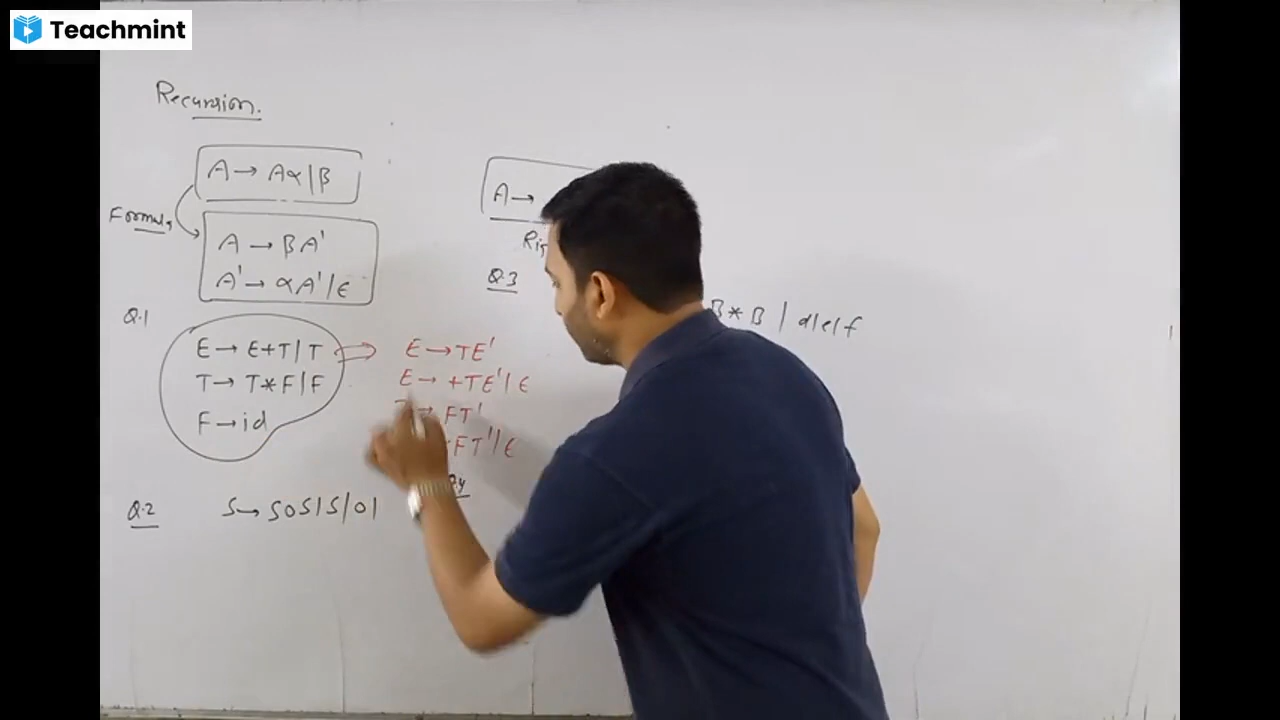 Teachmint
Recursion.
A → Aα | β
Formula
A → βA'
A' → αA' | ϵ
A →
Q.3
B * B | d|e|f
Q.1
E → E+T | T
T → T*F | F
F → id
E → TE'
E → +TE' | ϵ
→ FT'
FT' | ϵ
Q.2
S → S0S1S | 01